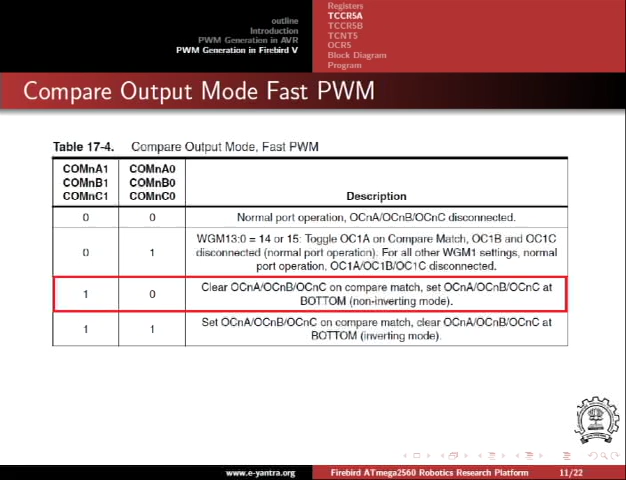 outline
Introduction
PWM Generation in AVR
PWM Generation in Firebird V
Registers
TCCR5A
TCCR5B
TCNT5
OCR5
Block Diagram
Program
Compare Output Mode Fast PWM
Table 17-4. Compare Output Mode, Fast PWM
COMnA1 COMnA0
COMnB1 COMnB0
COMnC1 COMnC0 Description
0 0 Normal port operation, OCnA/OCnB/OCnC disconnected.
WGM13:0 = 14 or 15: Toggle OC1A on Compare Match, OC1B and OC1C
0 1 disconnected (normal port operation). For all other WGM1 settings, normal
port operation, OC1A/OC1B/OC1C disconnected.
1 0 Clear OCnA/OCnB/OCnC on compare match, set OCnA/OCnB/OCnC at
BOTTOM (non-inverting mode).
1 1 Set OCnA/OCnB/OCnC on compare match, clear OCnA/OCnB/OCnC at
BOTTOM (inverting mode).
www.e-yantra.org Firebird ATmega2560 Robotics Research Platform 11/22